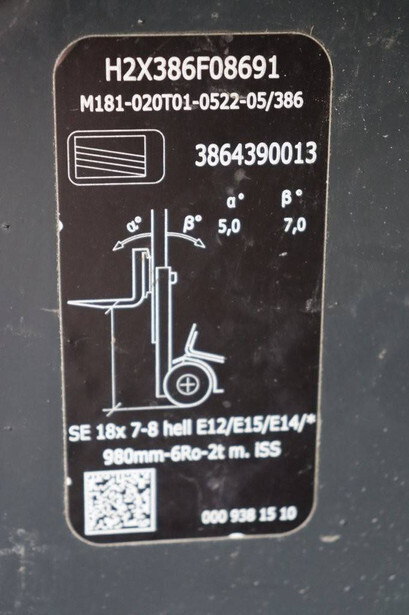 H2X386F08691
M181-020T01-0522-05/386
3864390013
α° β°
α° β° 5,0 7,0
SE 18x 7-8 hell E12/E15/E14/*
980mm-6Ro-2t m. iSS
000 938 15 10